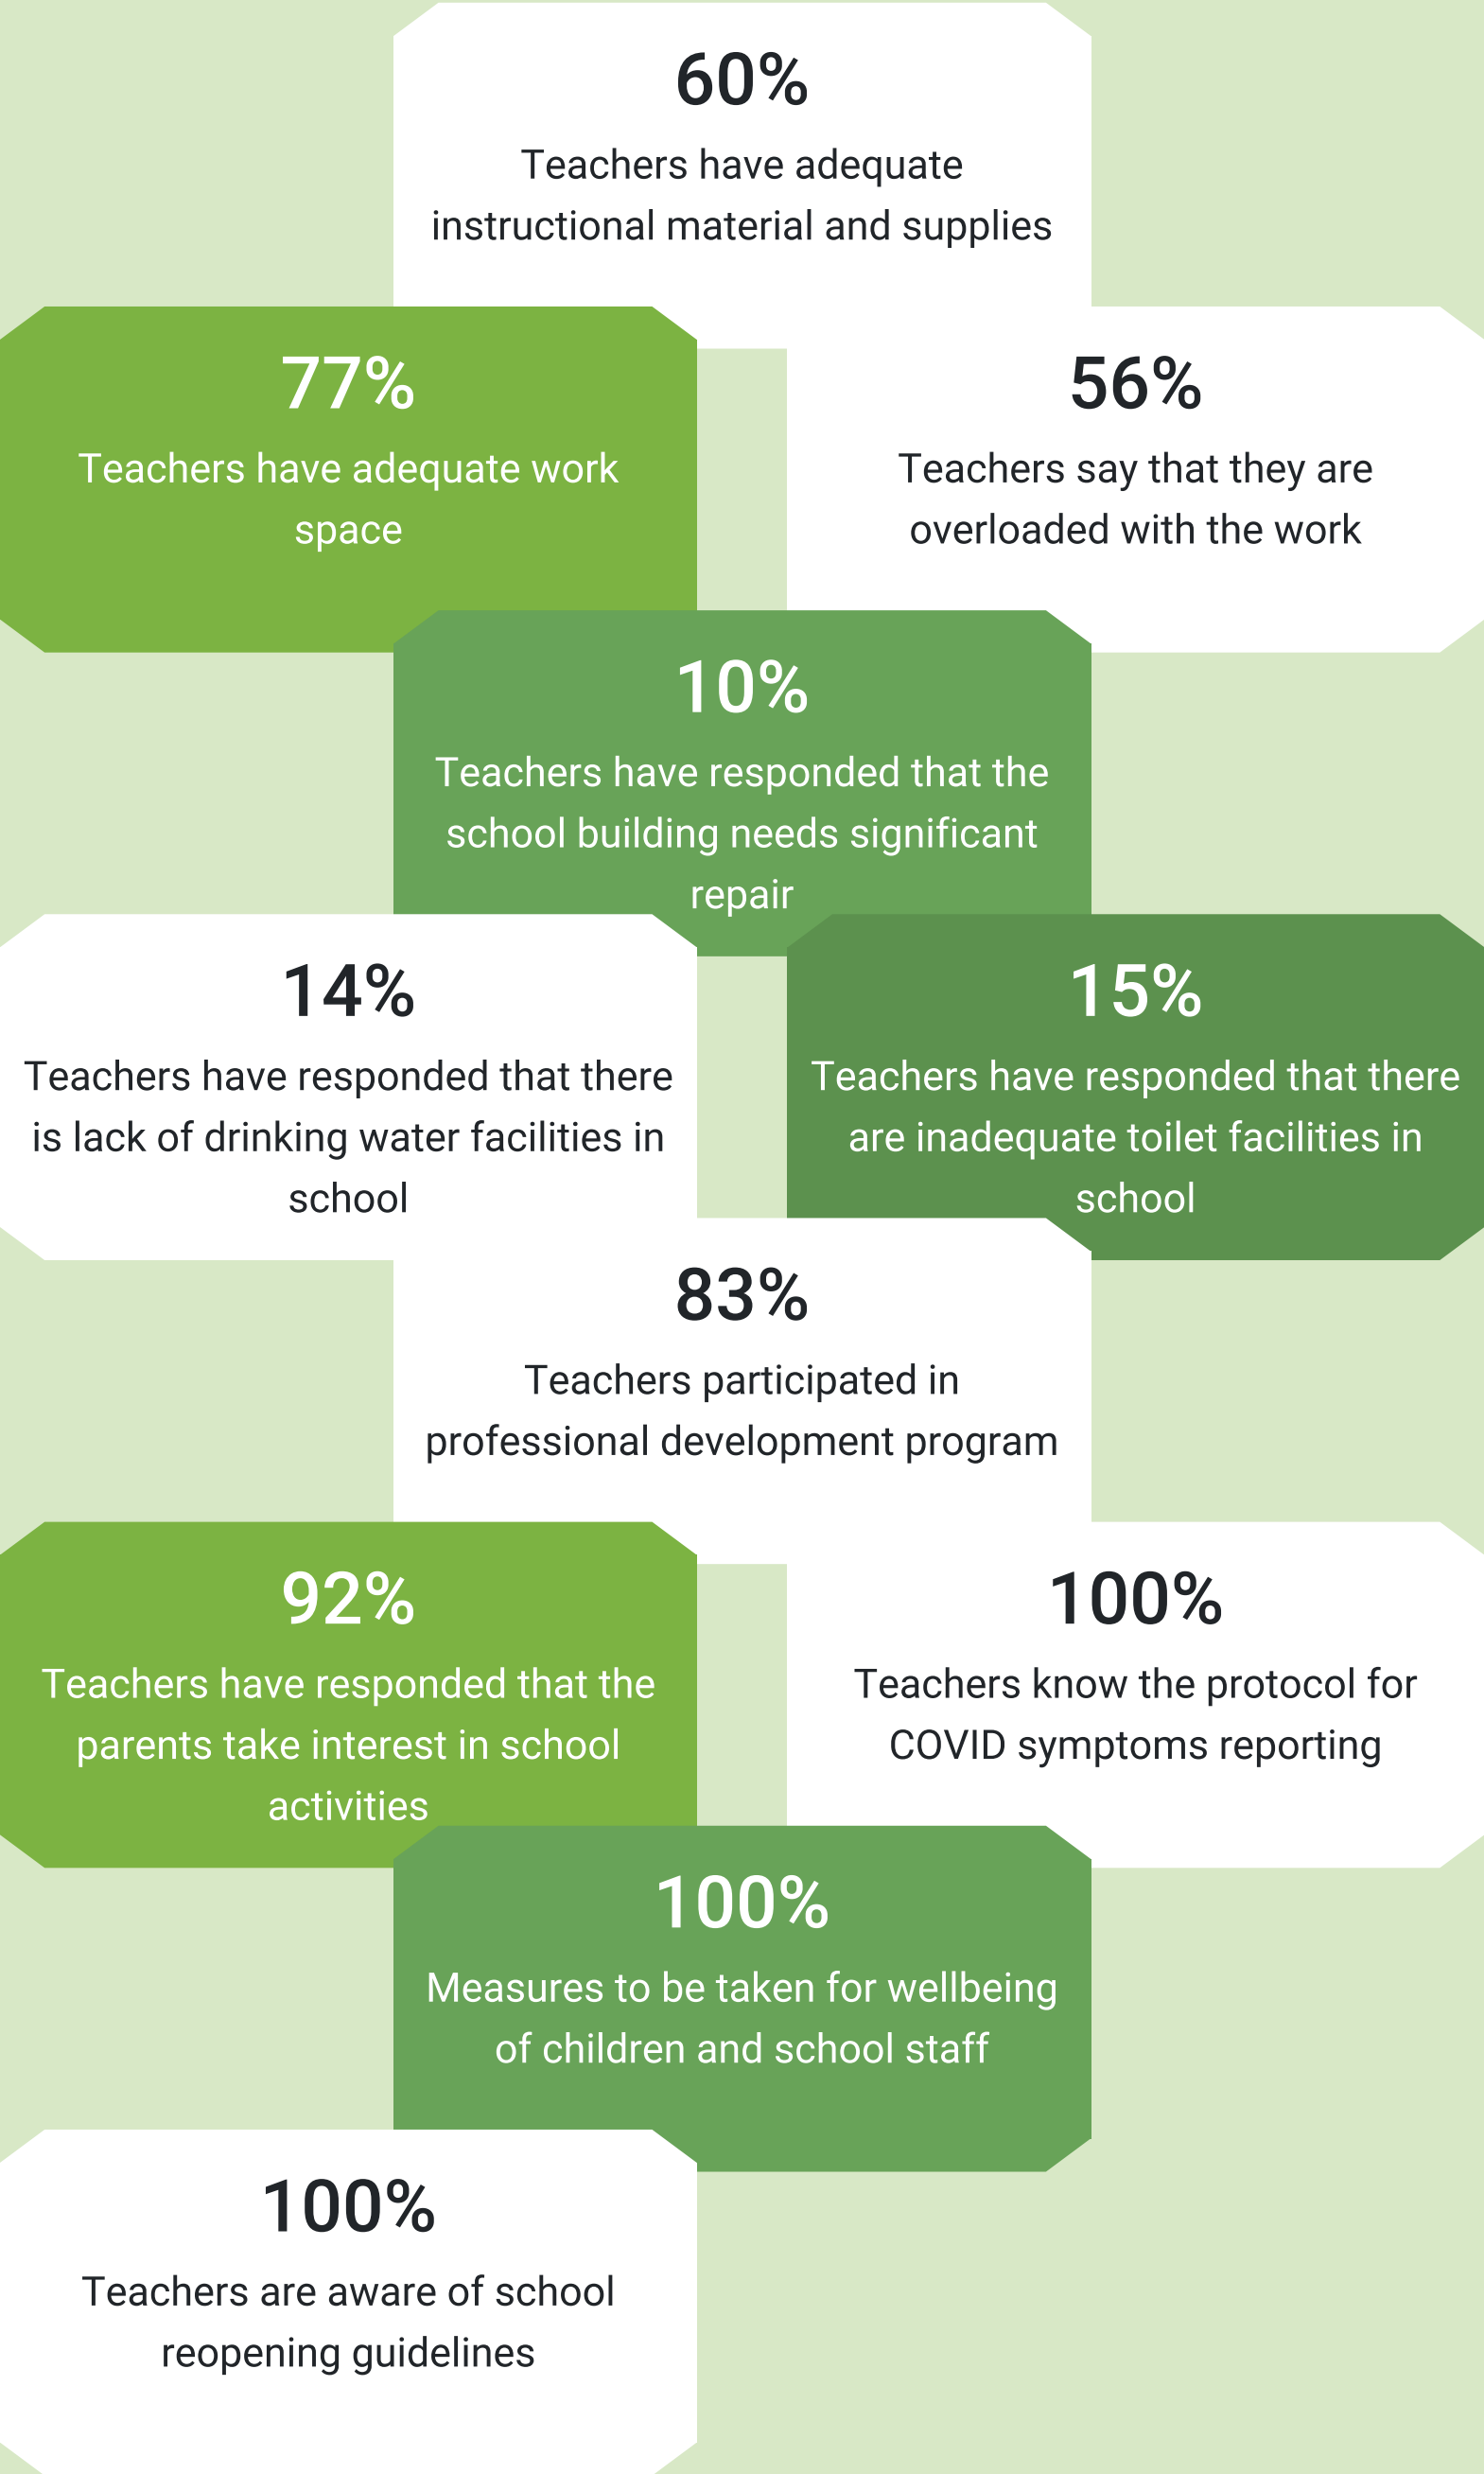 60%
Teachers have adequate
instructional material and supplies
77%
Teachers have adequate work
space
56%
Teachers say that they are
overloaded with the work
10%
Teachers have responded that the
school building needs significant
repair
14%
Teachers have responded that there
is lack of drinking water facilities in
school
15%
Teachers have responded that there
are inadequate toilet facilities in
school
83%
Teachers participated in
professional development program
92%
Teachers have responded that the
parents take interest in school
activities
100%
Teachers know the protocol for
COVID symptoms reporting
100%
Measures to be taken for wellbeing
of children and school staff
100%
Teachers are aware of school
reopening guidelines